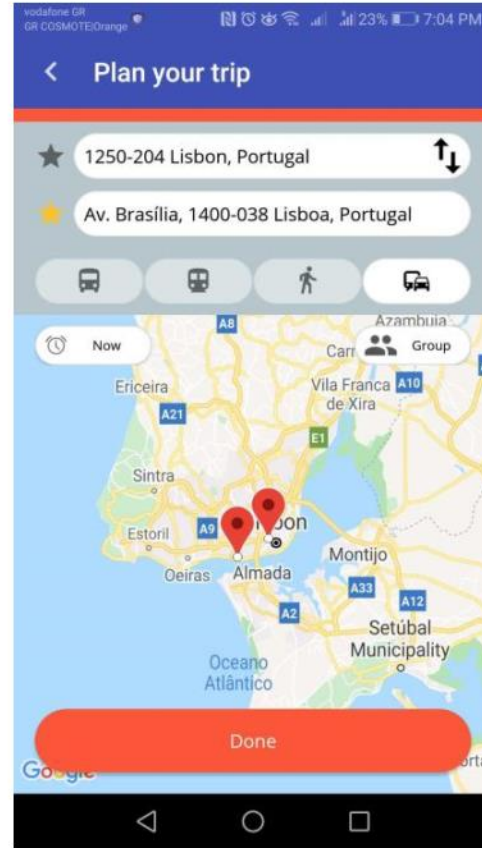 vodafone GR
GR COSMOTE|Orange
23%
7:04 PM
Plan your trip
1250-204 Lisbon, Portugal
Av. Brasília, 1400-038 Lisboa, Portugal
Now
Group
A8
Azambuja
Carr
Ericeira
Vila Franca
de Xira
A10
A21
E1
Sintra
Estoril
A9
Oeiras
Almada
Montijo
A33
A12
A2
Setúbal
Municipality
Oceano
Atlântico
Done
Google